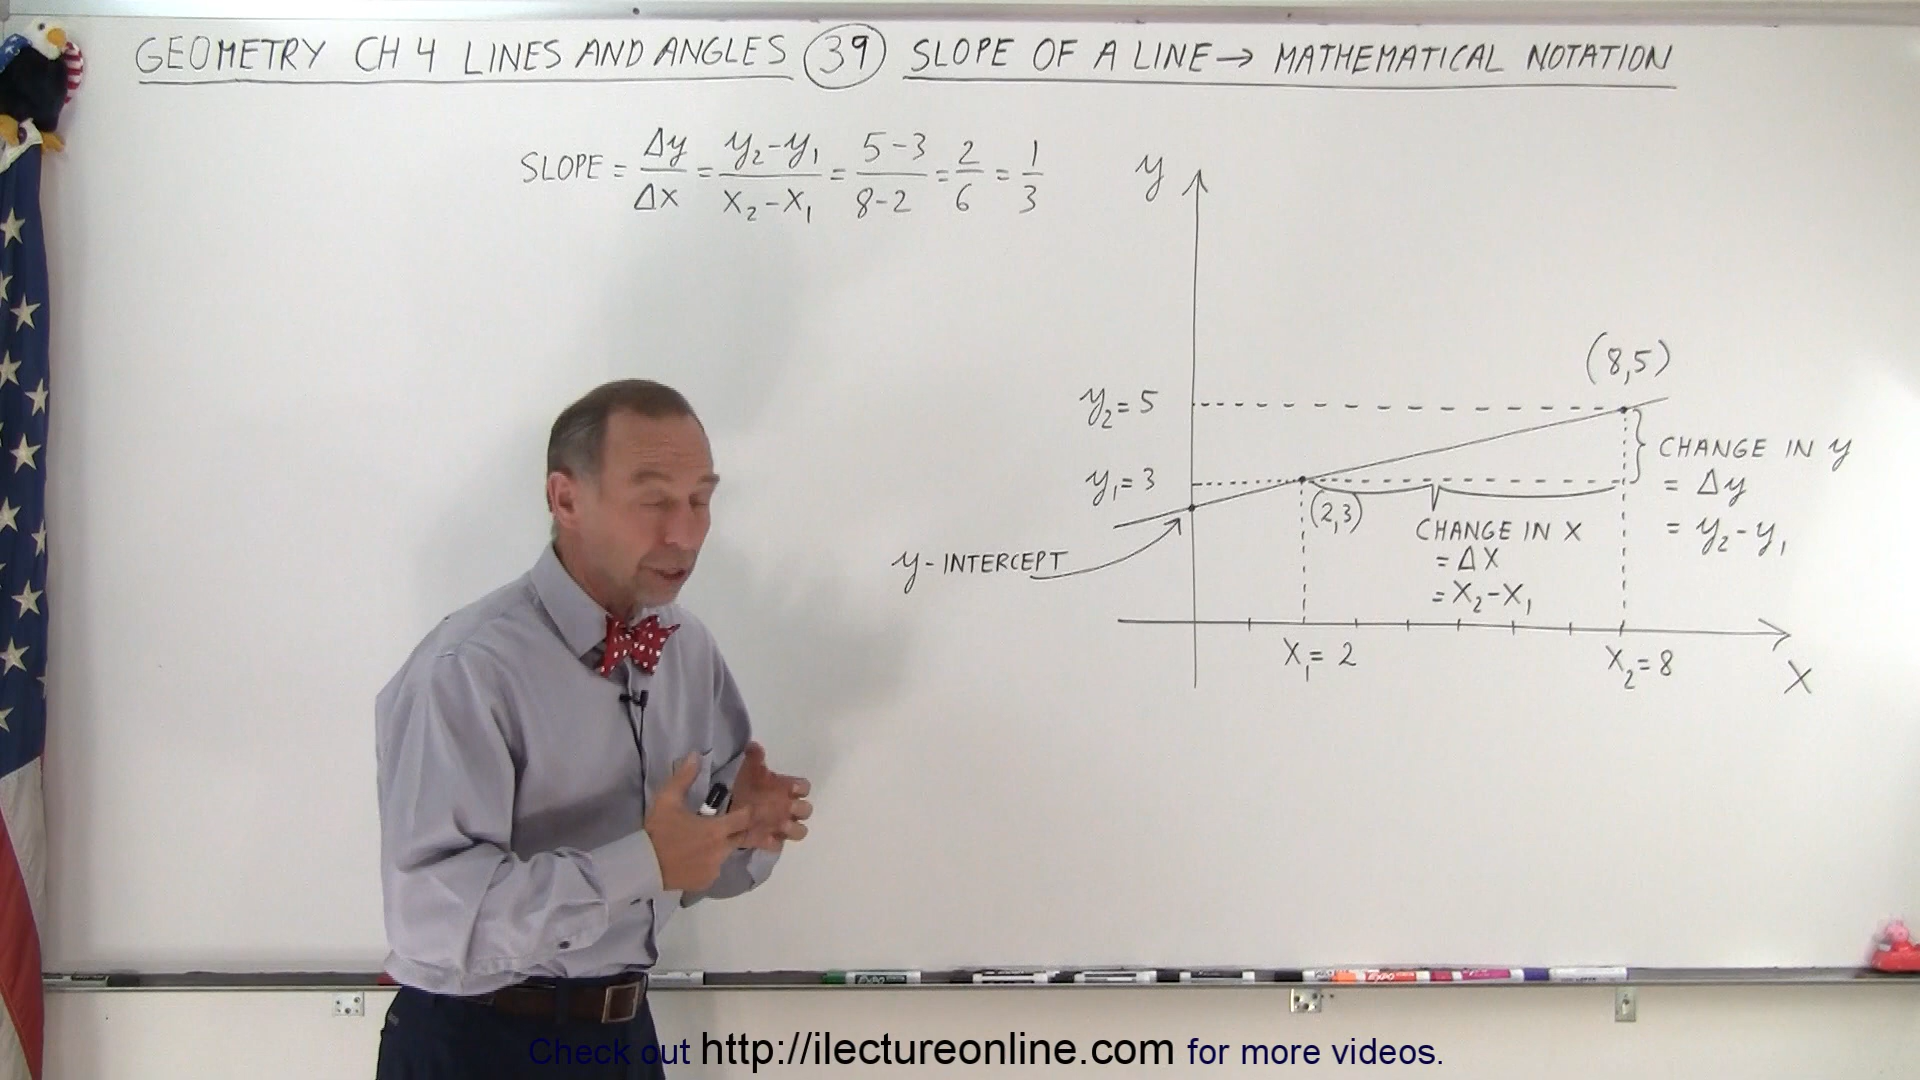 GEOMETRY CH 4 LINES AND ANGLES 39 SLOPE OF A LINE → MATHEMATICAL NOTATION
SLOPE = Δy/Δx = y₂-y₁/x₂-x₁ = 5-3/8-2 = 2/6 = 1/3
y
(8,5)
y₂=5
CHANGE IN y
= Δy
= y₂-y₁
y₁=3
(2,3)
CHANGE IN X
= ΔX
= X₂-X₁
y-INTERCEPT
X₁=2
X₂=8
X
EXPO
EXPO
Check out http://ilectureonline.com for more videos.